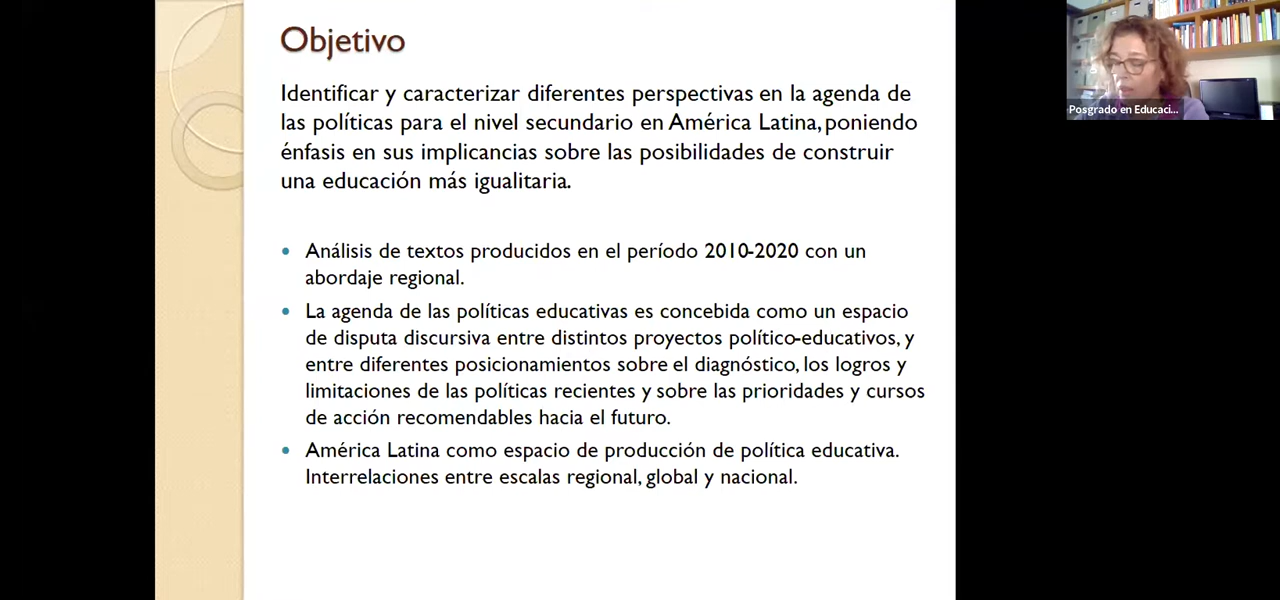 Objetivo
Identificar y caracterizar diferentes perspectivas en la agenda de
las políticas para el nivel secundario en América Latina, poniendo
énfasis en sus implicancias sobre las posibilidades de construir
una educación más igualitaria.
• Análisis de textos producidos en el período 2010-2020 con un
abordaje regional.
• La agenda de las políticas educativas es concebida como un espacio
de disputa discursiva entre distintos proyectos político-educativos, y
entre diferentes posicionamientos sobre el diagnóstico, los logros y
limitaciones de las políticas recientes y sobre las prioridades y cursos
de acción recomendables hacia el futuro.
• América Latina como espacio de producción de política educativa.
Interrelaciones entre escalas regional, global y nacional.
Posgrado en Educaci...